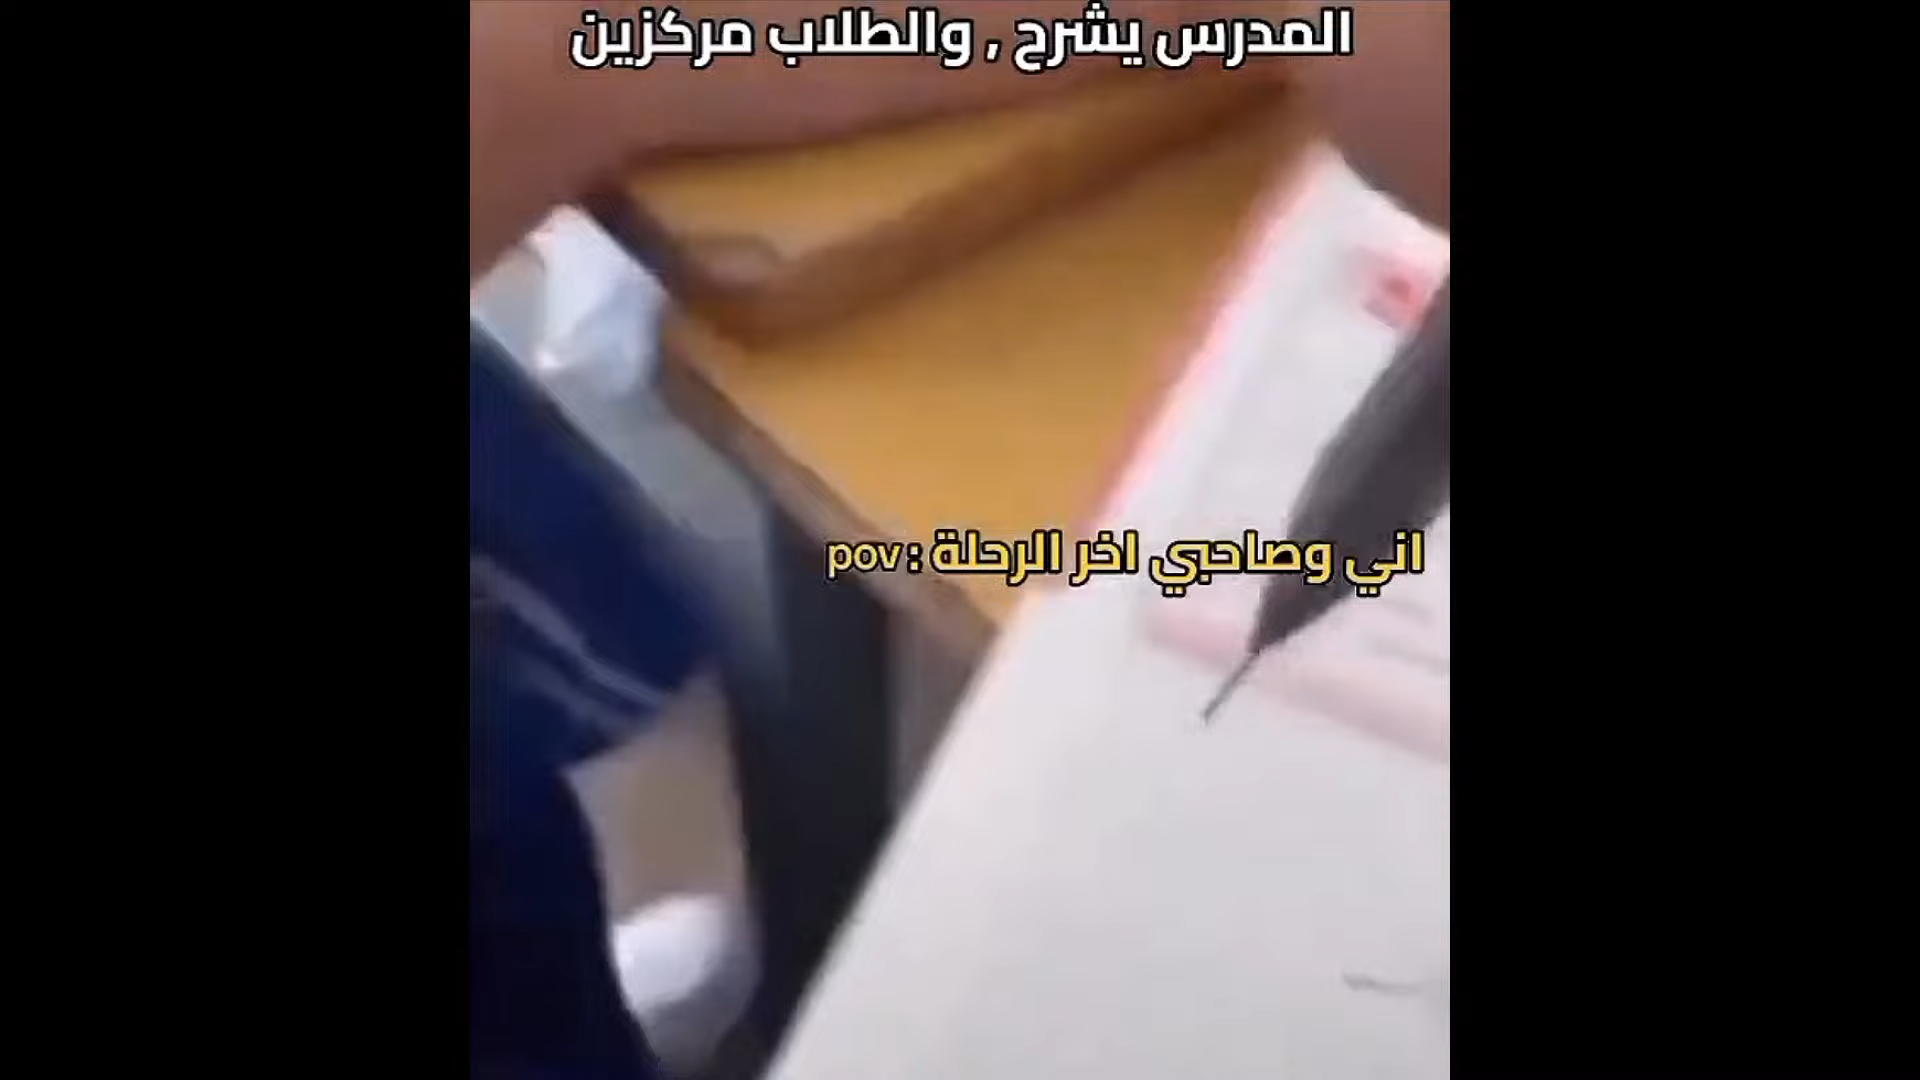 المدرس يشرح , والطلاب مركزين
اني وصاحبي اخر الرحلة : pov